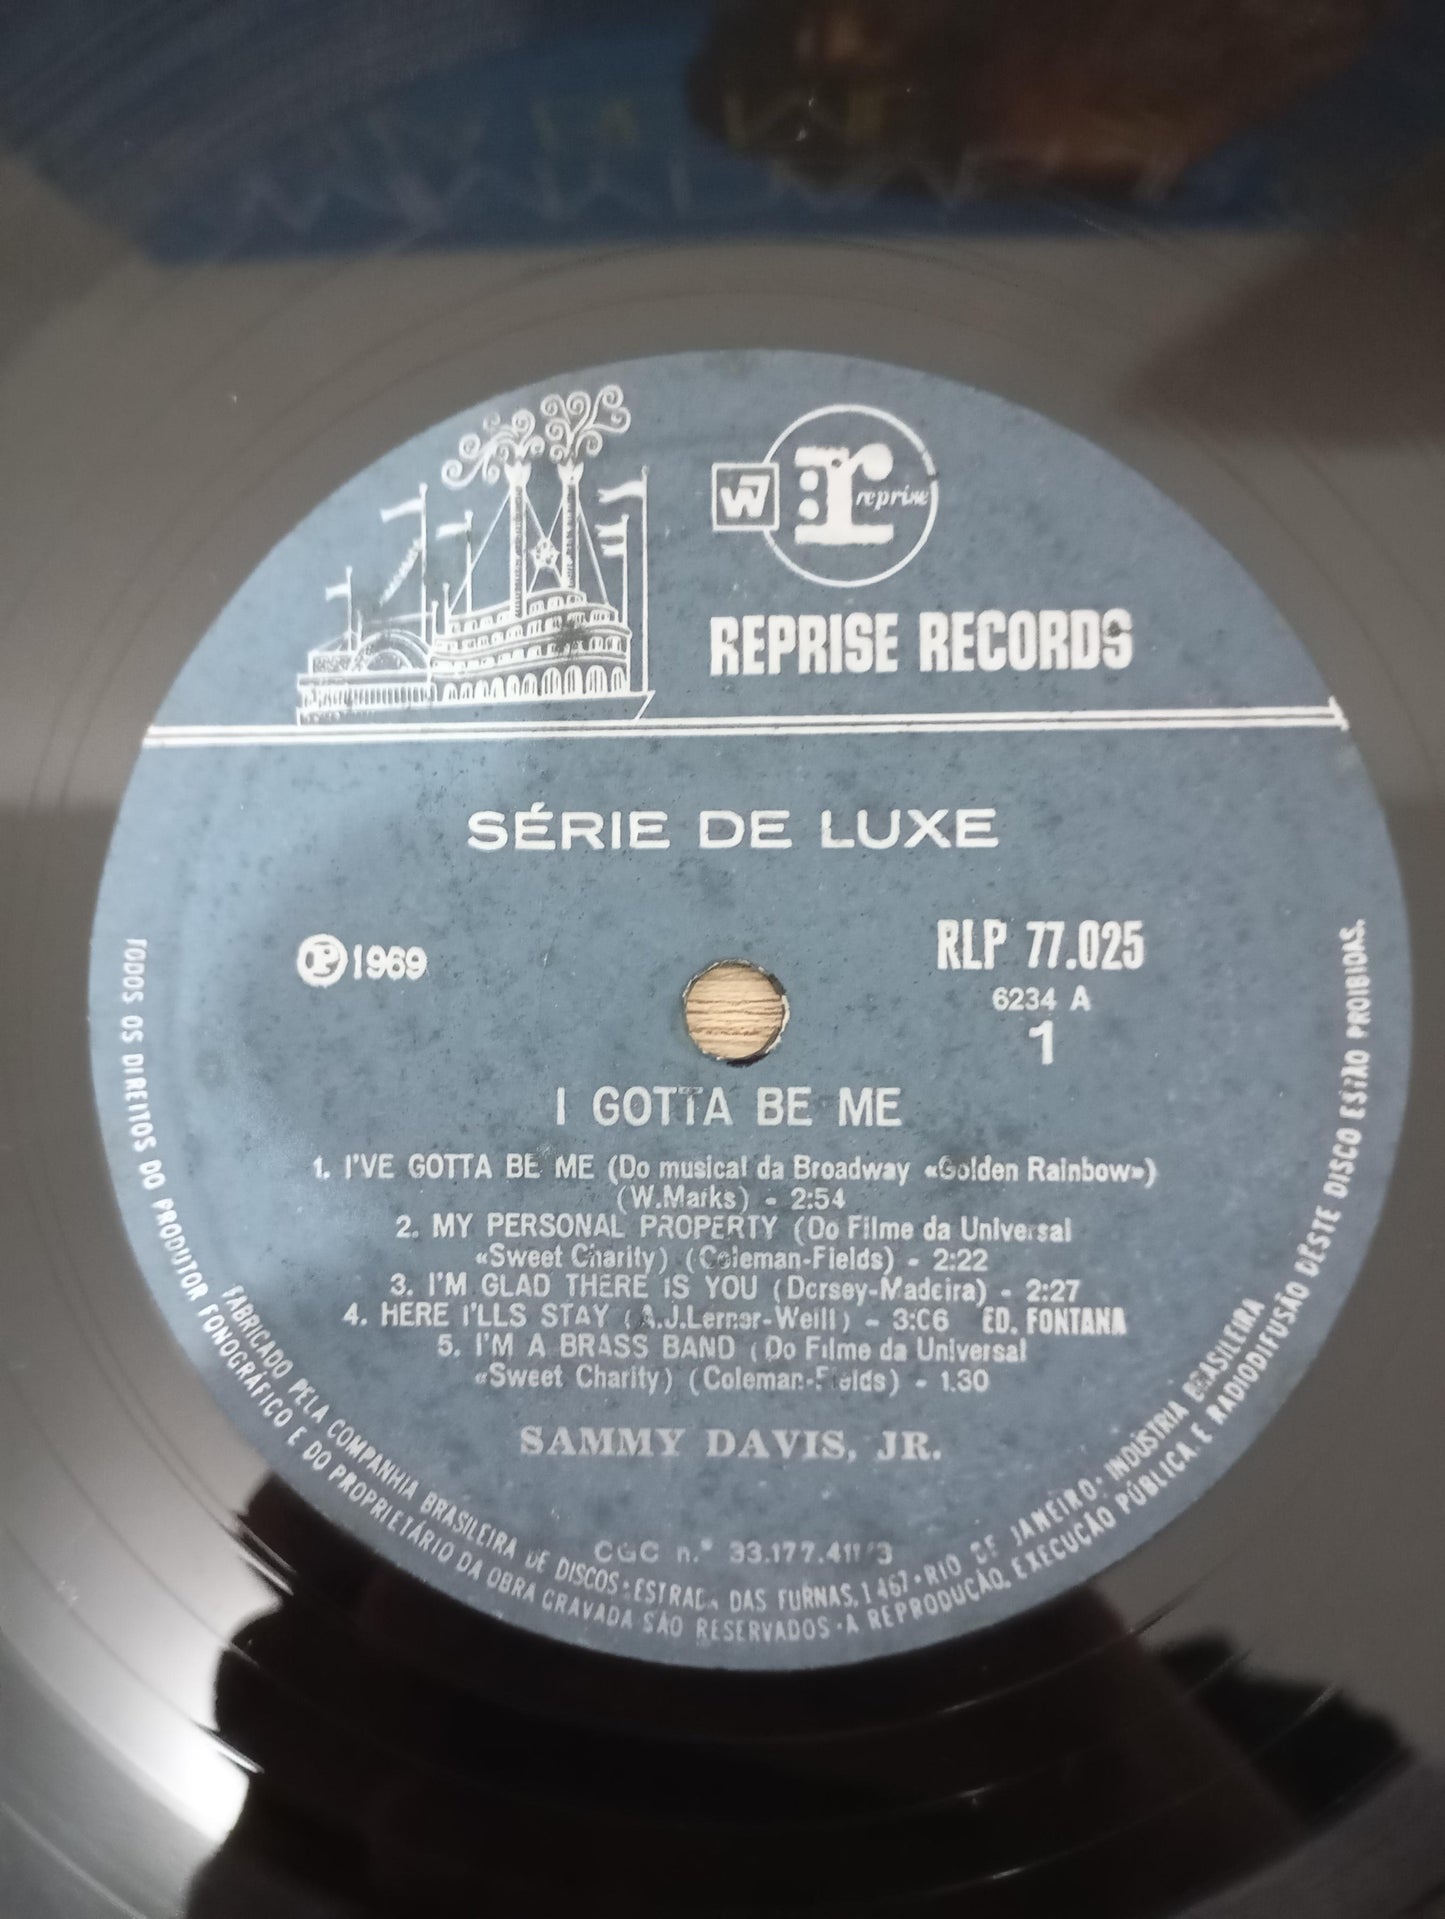 W7
r reprise
REPRISE RECORDS
SÉRIE DE LUXE
℗ 1969
RLP 77.025
6234 A
1
I GOTTA BE ME
1. I'VE GOTTA BE ME (Do musical da Broadway «Golden Rainbow»)
(W.Marks) - 2:54
2. MY PERSONAL PROPERTY (Do Filme da Universal
«Sweet Charity) (Coleman-Fields) - 2:22
3. I'M GLAD THERE IS YOU (Dorsey-Madeira) - 2:27
4. HERE I'LLS STAY (A.J.Lerner-Weill) - 3:06 ED. FONTANA
5. I'M A BRASS BAND (Do Filme da Universal
«Sweet Charity) (Coleman-Fields) - 1.30
SAMMY DAVIS, JR.
CGC n.° 33.177.411/3
FABRICADO PELA COMPANHIA BRASILEIRA DE DISCOS · ESTRADA DAS FURNAS, 1467 · RIO DE JANEIRO · INDÚSTRIA BRASILEIRA
TODOS OS DIREITOS DO PRODUTOR FONOGRÁFICO E DO PROPRIETÁRIO DA OBRA GRAVADA SÃO RESERVADOS · A REPRODUÇÃO, EXECUÇÃO PÚBLICA E RADIODIFUSÃO DESTE DISCO ESTÃO PROIBIDAS.